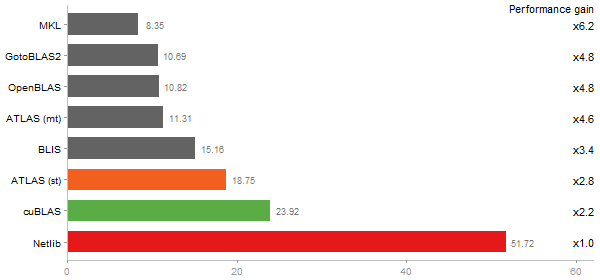 Performance gain
MKL 8.35 x6.2
GotoBLAS2 10.69 x4.8
OpenBLAS 10.82 x4.8
ATLAS (mt) 11.31 x4.6
BLIS 15.16 x3.4
ATLAS (st) 18.75 x2.8
cuBLAS 23.92 x2.2
Netlib 51.72 x1.0
0 20 40 60